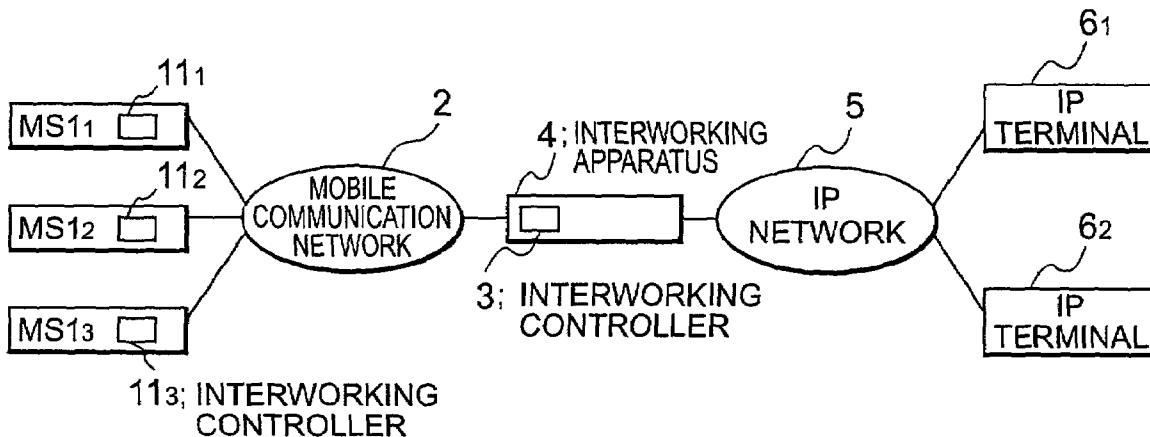 11₁
MS1₁
11₂
MS1₂
MS1₃
11₃; INTERWORKING
CONTROLLER
2
MOBILE
COMMUNICATION
NETWORK
4; INTERWORKING
APPARATUS
3; INTERWORKING
CONTROLLER
5
IP
NETWORK
6₁
IP
TERMINAL
6₂
IP
TERMINAL